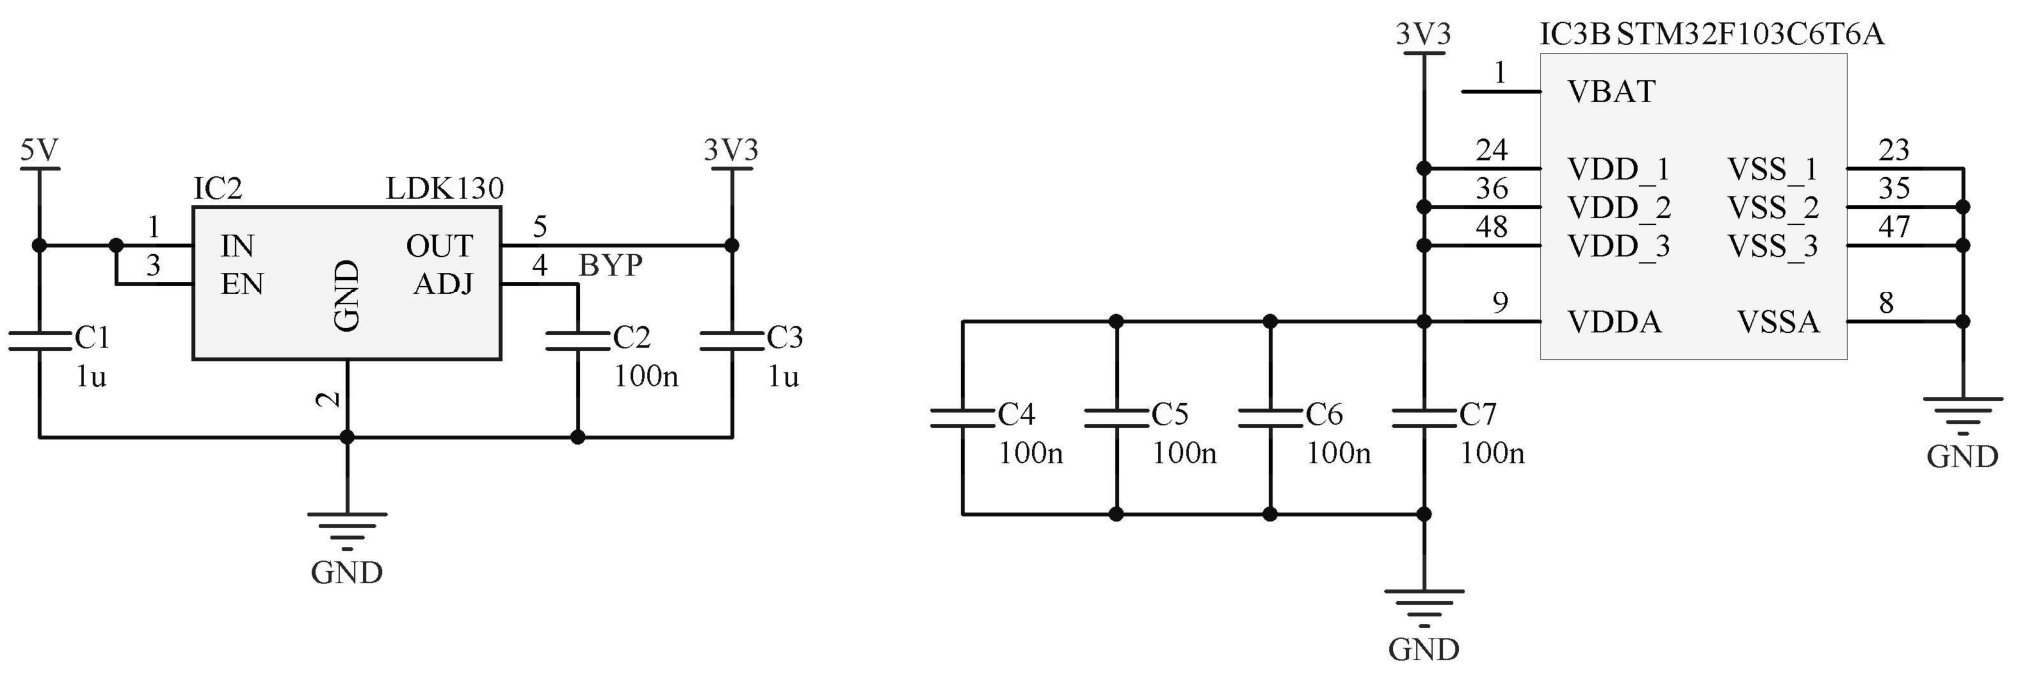 5V
IC2
LDK130
3V3
1
IN
3
EN
GND
OUT
5
ADJ
4
BYP
C1
1u
2
C2
100n
C3
1u
GND
3V3
IC3B STM32F103C6T6A
1
VBAT
24
VDD_1
VSS_1
23
36
VDD_2
VSS_2
35
48
VDD_3
VSS_3
47
9
VDDA
VSSA
8
C4
100n
C5
100n
C6
100n
C7
100n
GND
GND